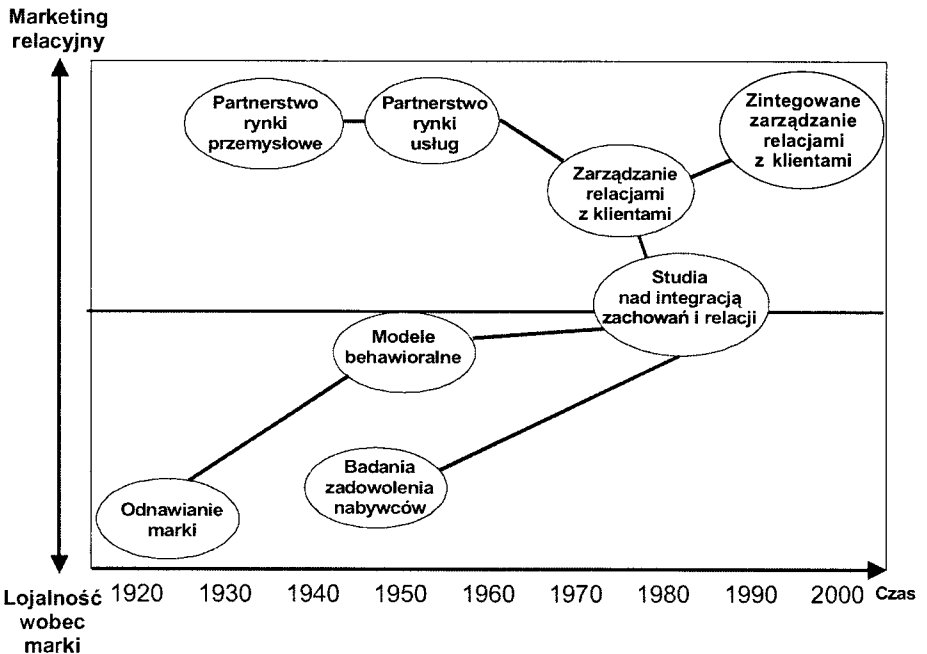 Marketing
relacyjny
Partnerstwo
rynki
przemysłowe
Partnerstwo
rynki
usług
Zintegowane
zarządzanie
relacjami
z klientami
Zarządzanie
relacjami
z klientami
Studia
nad integracją
zachowań i relacji
Modele
behawioralne
Badania
zadowolenia
nabywców
Odnawianie
marki
Lojalność
wobec
marki
1920 1930 1940 1950 1960 1970 1980 1990 2000 Czas